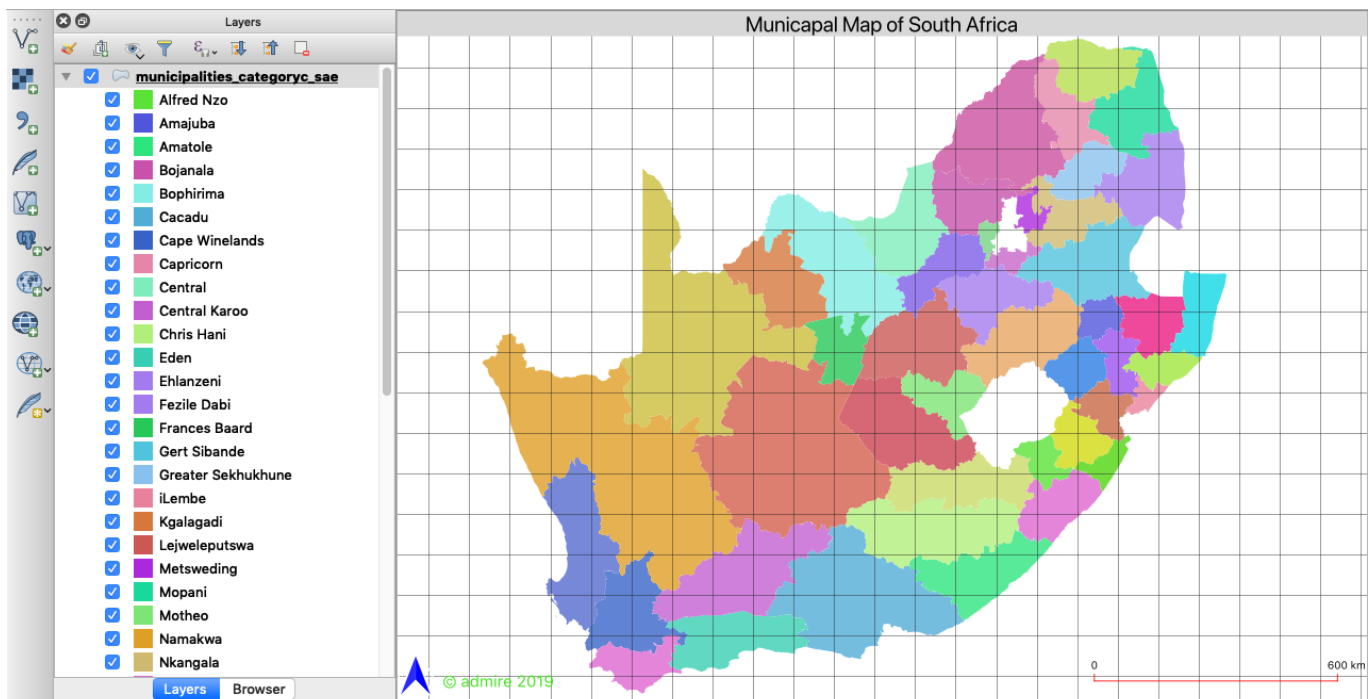 Layers
municipalities_categoryc_sae
Alfred Nzo
Amajuba
Amatole
Bojanala
Bophirima
Cacadu
Cape Winelands
Capricorn
Central
Central Karoo
Chris Hani
Eden
Ehlanzeni
Fezile Dabi
Frances Baard
Gert Sibande
Greater Sekhukhune
iLembe
Kgalagadi
Lejweleputswa
Metsweding
Mopani
Motheo
Namakwa
Nkangala
Layers Browser
Municapal Map of South Africa
0 600 km
© admire 2019